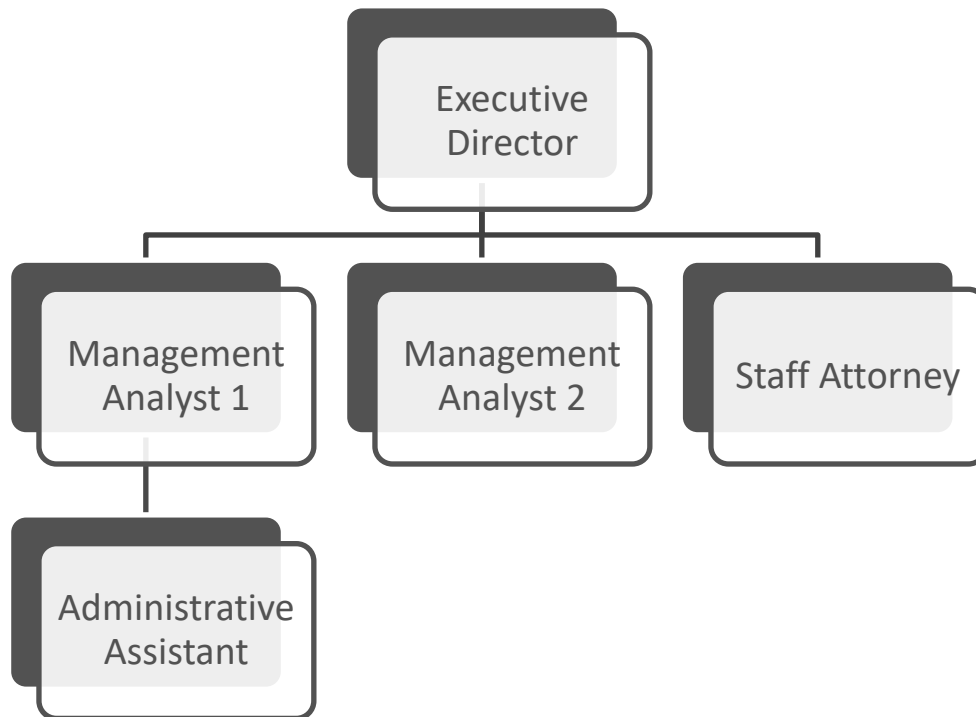 Executive
Director
Management
Analyst 1
Management
Analyst 2
Staff Attorney
Administrative
Assistant